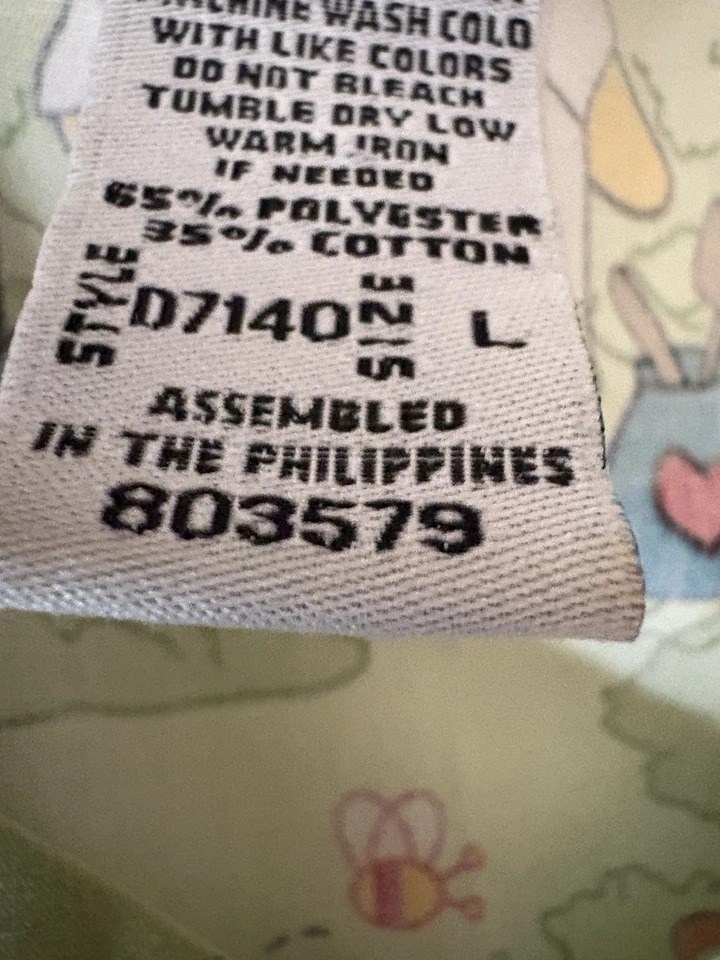 MACHINE WASH COLD
WITH LIKE COLORS
DO NOT BLEACH
TUMBLE DRY LOW
WARM IRON
IF NEEDED
65% POLYESTER
35% COTTON
STYLE D7140 SIZE L
ASSEMBLED
IN THE PHILIPPINES
803579